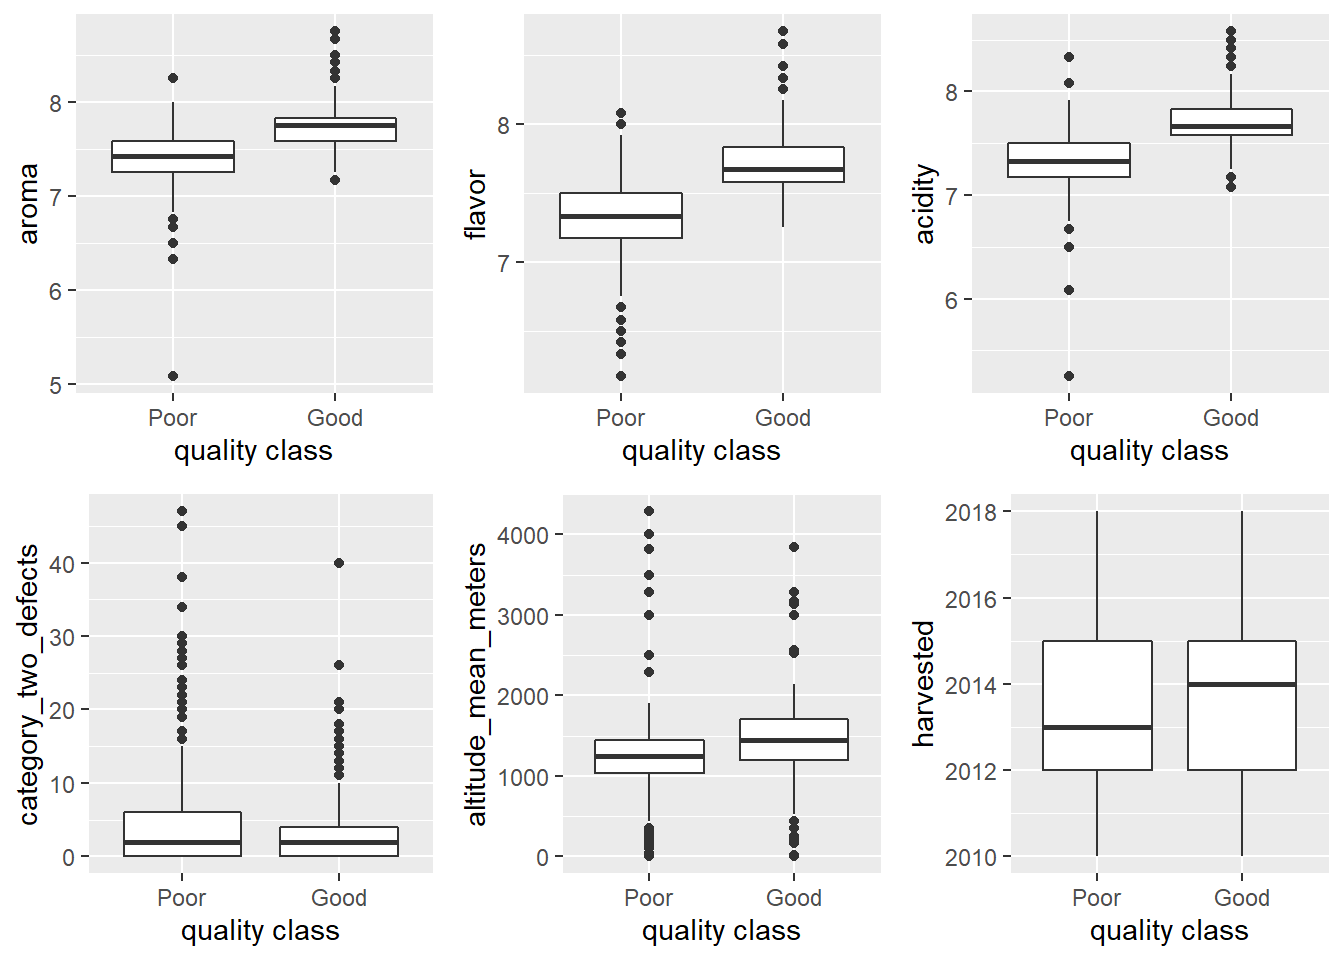 aroma
8
7
6
5
Poor Good
quality class
flavor
8
7
Poor Good
quality class
acidity
8
7
6
Poor Good
quality class
category_two_defects
40
30
20
10
0
Poor Good
quality class
altitude_mean_meters
4000
3000
2000
1000
0
Poor Good
quality class
harvested
2018
2016
2014
2012
2010
Poor Good
quality class